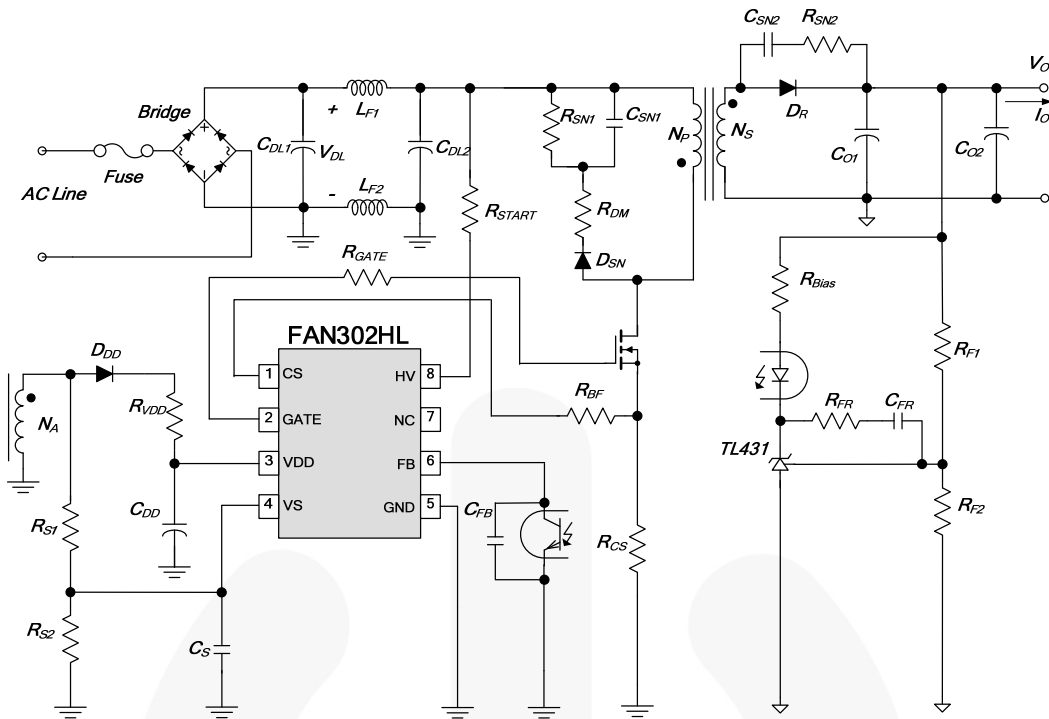 CSN2 RSN2
VO
IO
Bridge
+ LF1
RSN1 CSN1
NP NS
DR
CDL1 VDL
CDL2
CO1
CO2
+
-
Fuse
AC Line
- LF2
RSTART
RDM
RGATE
DSN
RBias
FAN302HL
DDD
1 CS
HV 8
RF1
RVDD
RBF
RFR CFR
NA
2 GATE
NC 7
TL431
3 VDD
FB 6
CDD
4 VS
GND 5
CFB
RF2
RS1
RCS
RS2
CS